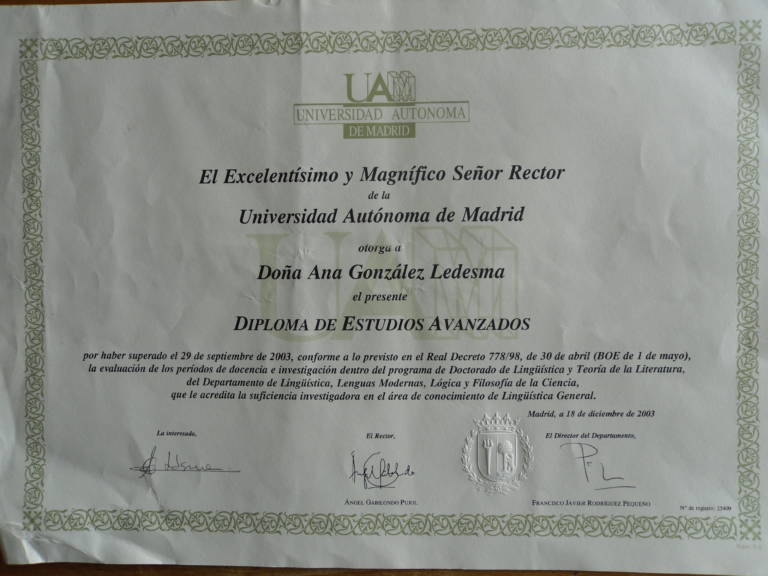 UAM
UNIVERSIDAD AUTONOMA
DE MADRID
El Excelentísimo y Magnífico Señor Rector
de la
Universidad Autónoma de Madrid
otorga a
Doña Ana González Ledesma
el presente
DIPLOMA DE ESTUDIOS AVANZADOS
por haber superado el 29 de septiembre de 2003, conforme a lo previsto en el Real Decreto 778/98, de 30 de abril (BOE de 1 de mayo),
la evaluación de los períodos de docencia e investigación dentro del programa de Doctorado de Lingüística y Teoría de la Literatura,
del Departamento de Lingüística, Lenguas Modernas, Lógica y Filosofía de la Ciencia,
que le acredita la suficiencia investigadora en el área de conocimiento de Lingüística General.
Madrid, a 18 de diciembre de 2003
La interesada, El Rector, El Director del Departamento,
ÁNGEL GABILONDO PUJOL FRANCISCO JAVIER RODRÍGUEZ PEQUEÑO
Nº de registro: 25409